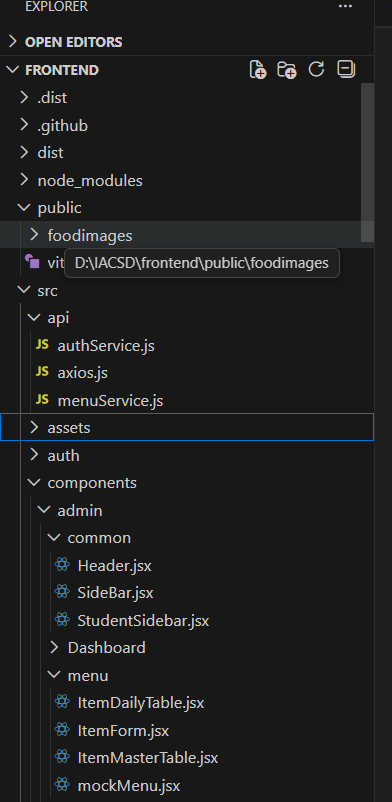 EXPLORER
OPEN EDITORS
FRONTEND
.dist
.github
dist
node_modules
public
foodimages
vit
D:\IACSD\frontend\public\foodimages
src
api
JS authService.js
JS axios.js
JS menuService.js
assets
auth
components
admin
common
Header.jsx
SideBar.jsx
StudentSidebar.jsx
Dashboard
menu
ItemDailyTable.jsx
ItemForm.jsx
ItemMasterTable.jsx
mockMenu.jsx